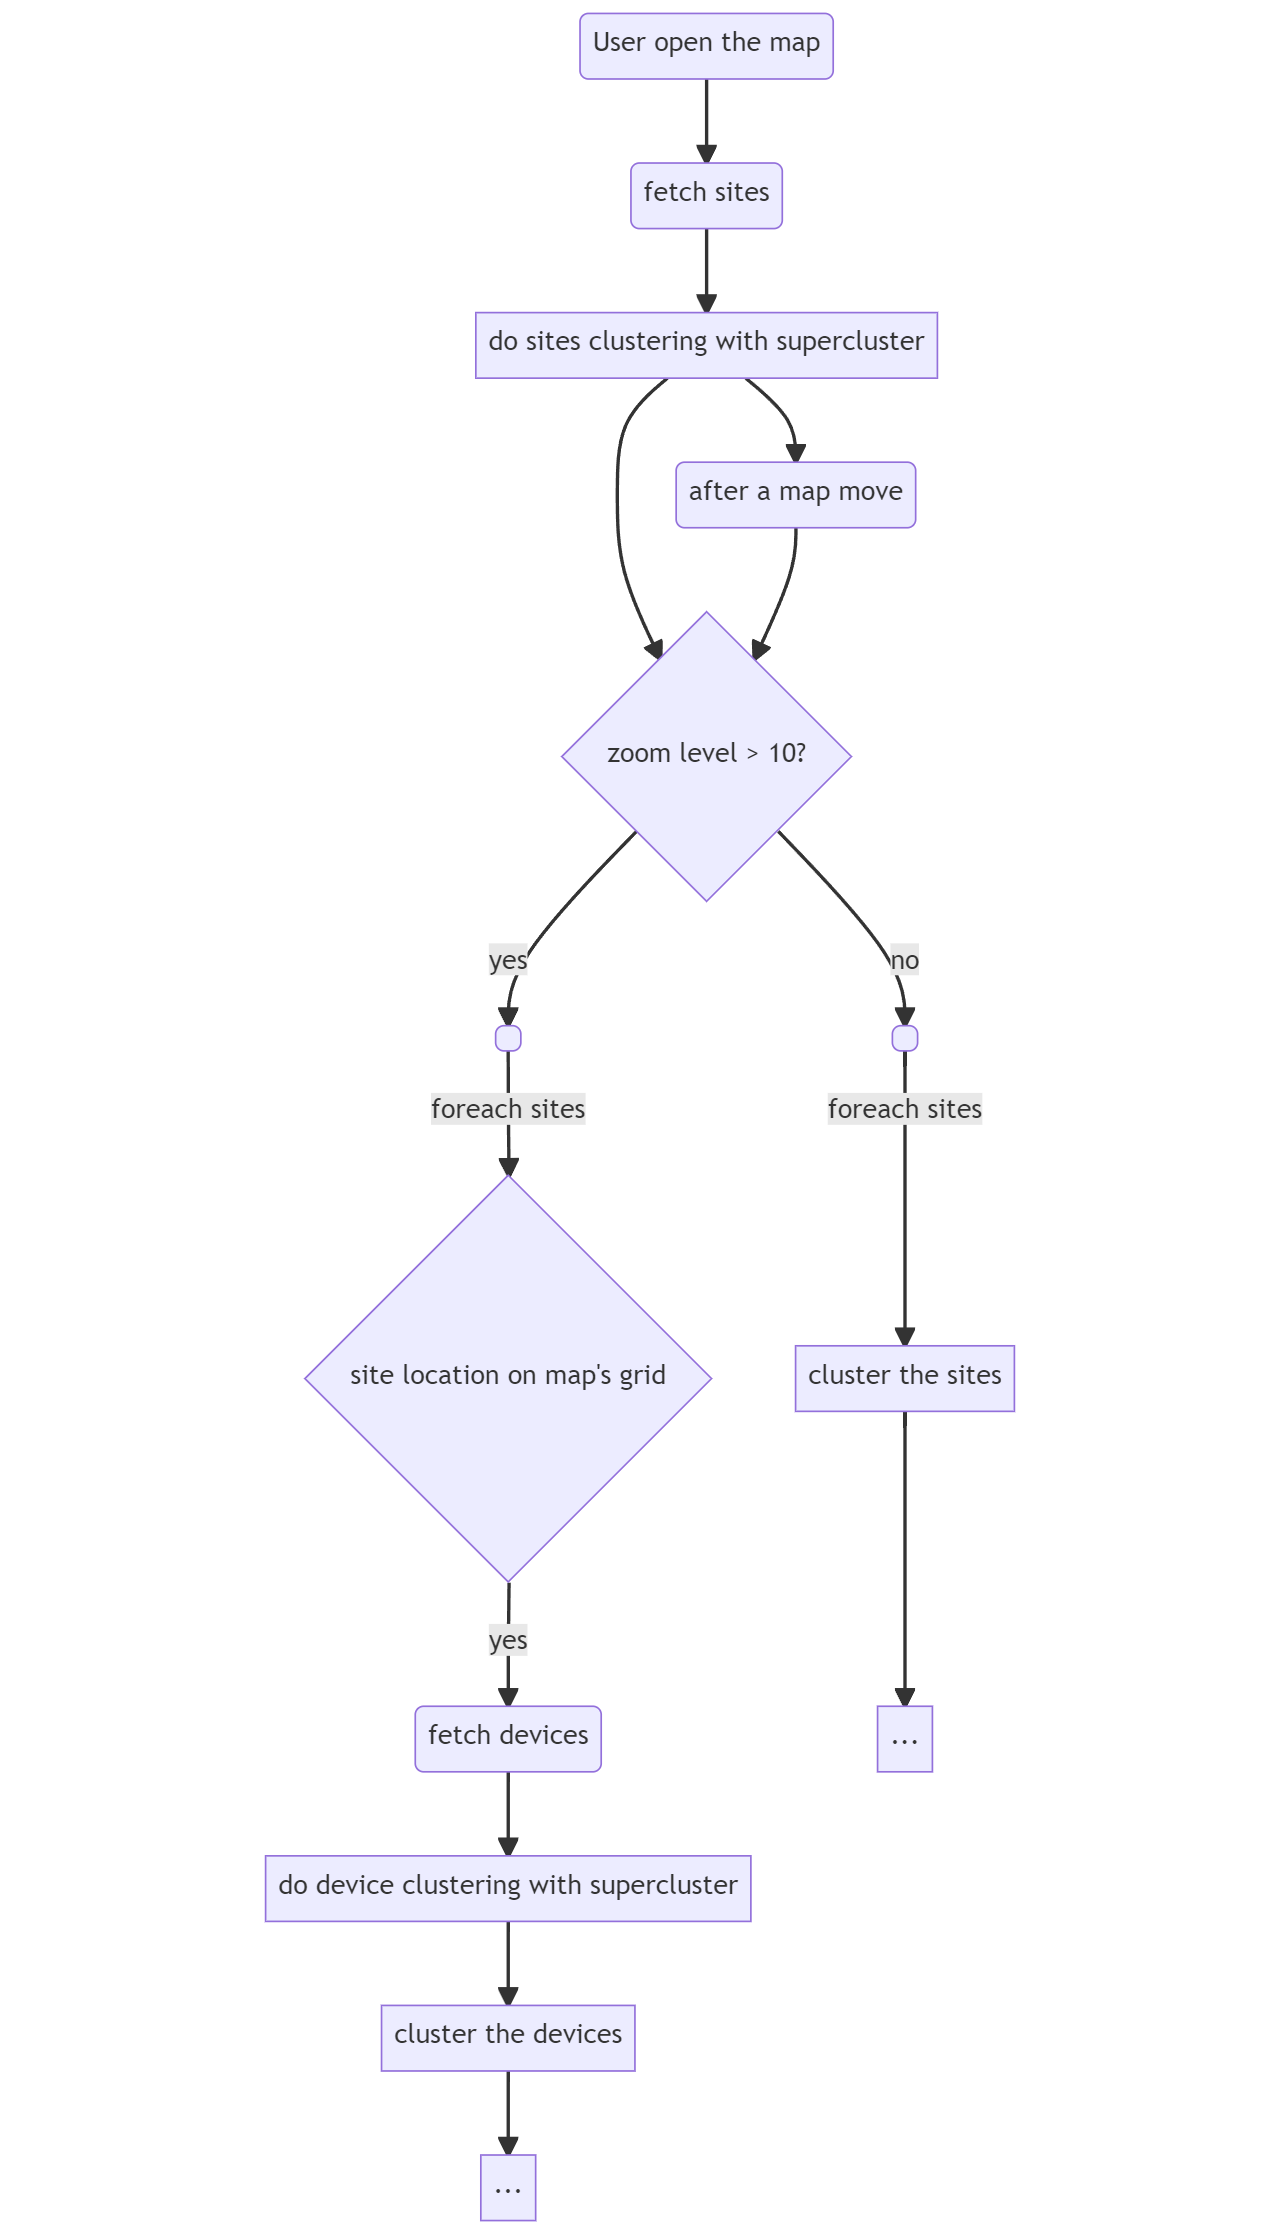 User open the map
fetch sites
do sites clustering with supercluster
after a map move
zoom level > 10?
yes
no
foreach sites
foreach sites
site location on map's grid
cluster the sites
yes
fetch devices
...
do device clustering with supercluster
cluster the devices
...